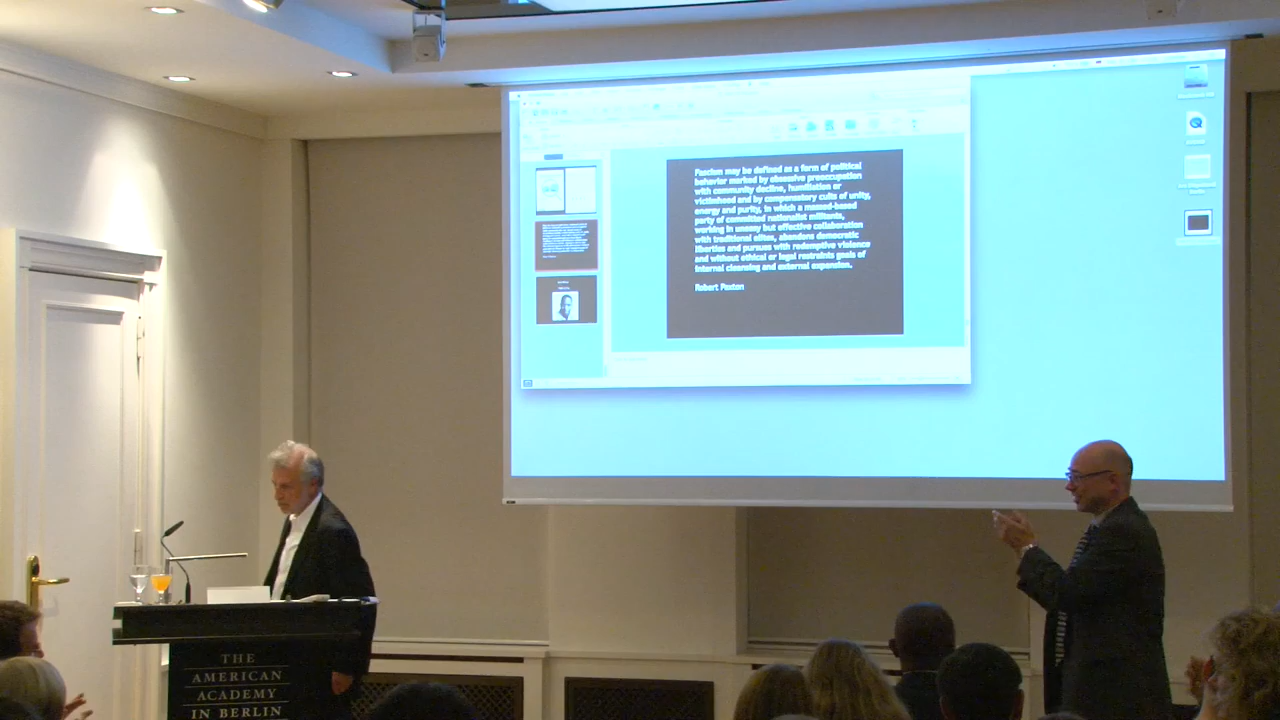 Fascism may be defined as a form of political
behavior marked by obsessive preoccupation
with community decline, humiliation or
victimhood and by compensatory cults of unity,
energy and purity, in which a massed-based
party of committed nationalist militants,
working in uneasy but effective collaboration
with traditional elites, abandons democratic
liberties and pursues with redemptive violence
and without ethical or legal restraints goals of
internal cleansing and external expansion.
Robert Paxton
THE
AMERICAN
ACADEMY
IN BERLIN